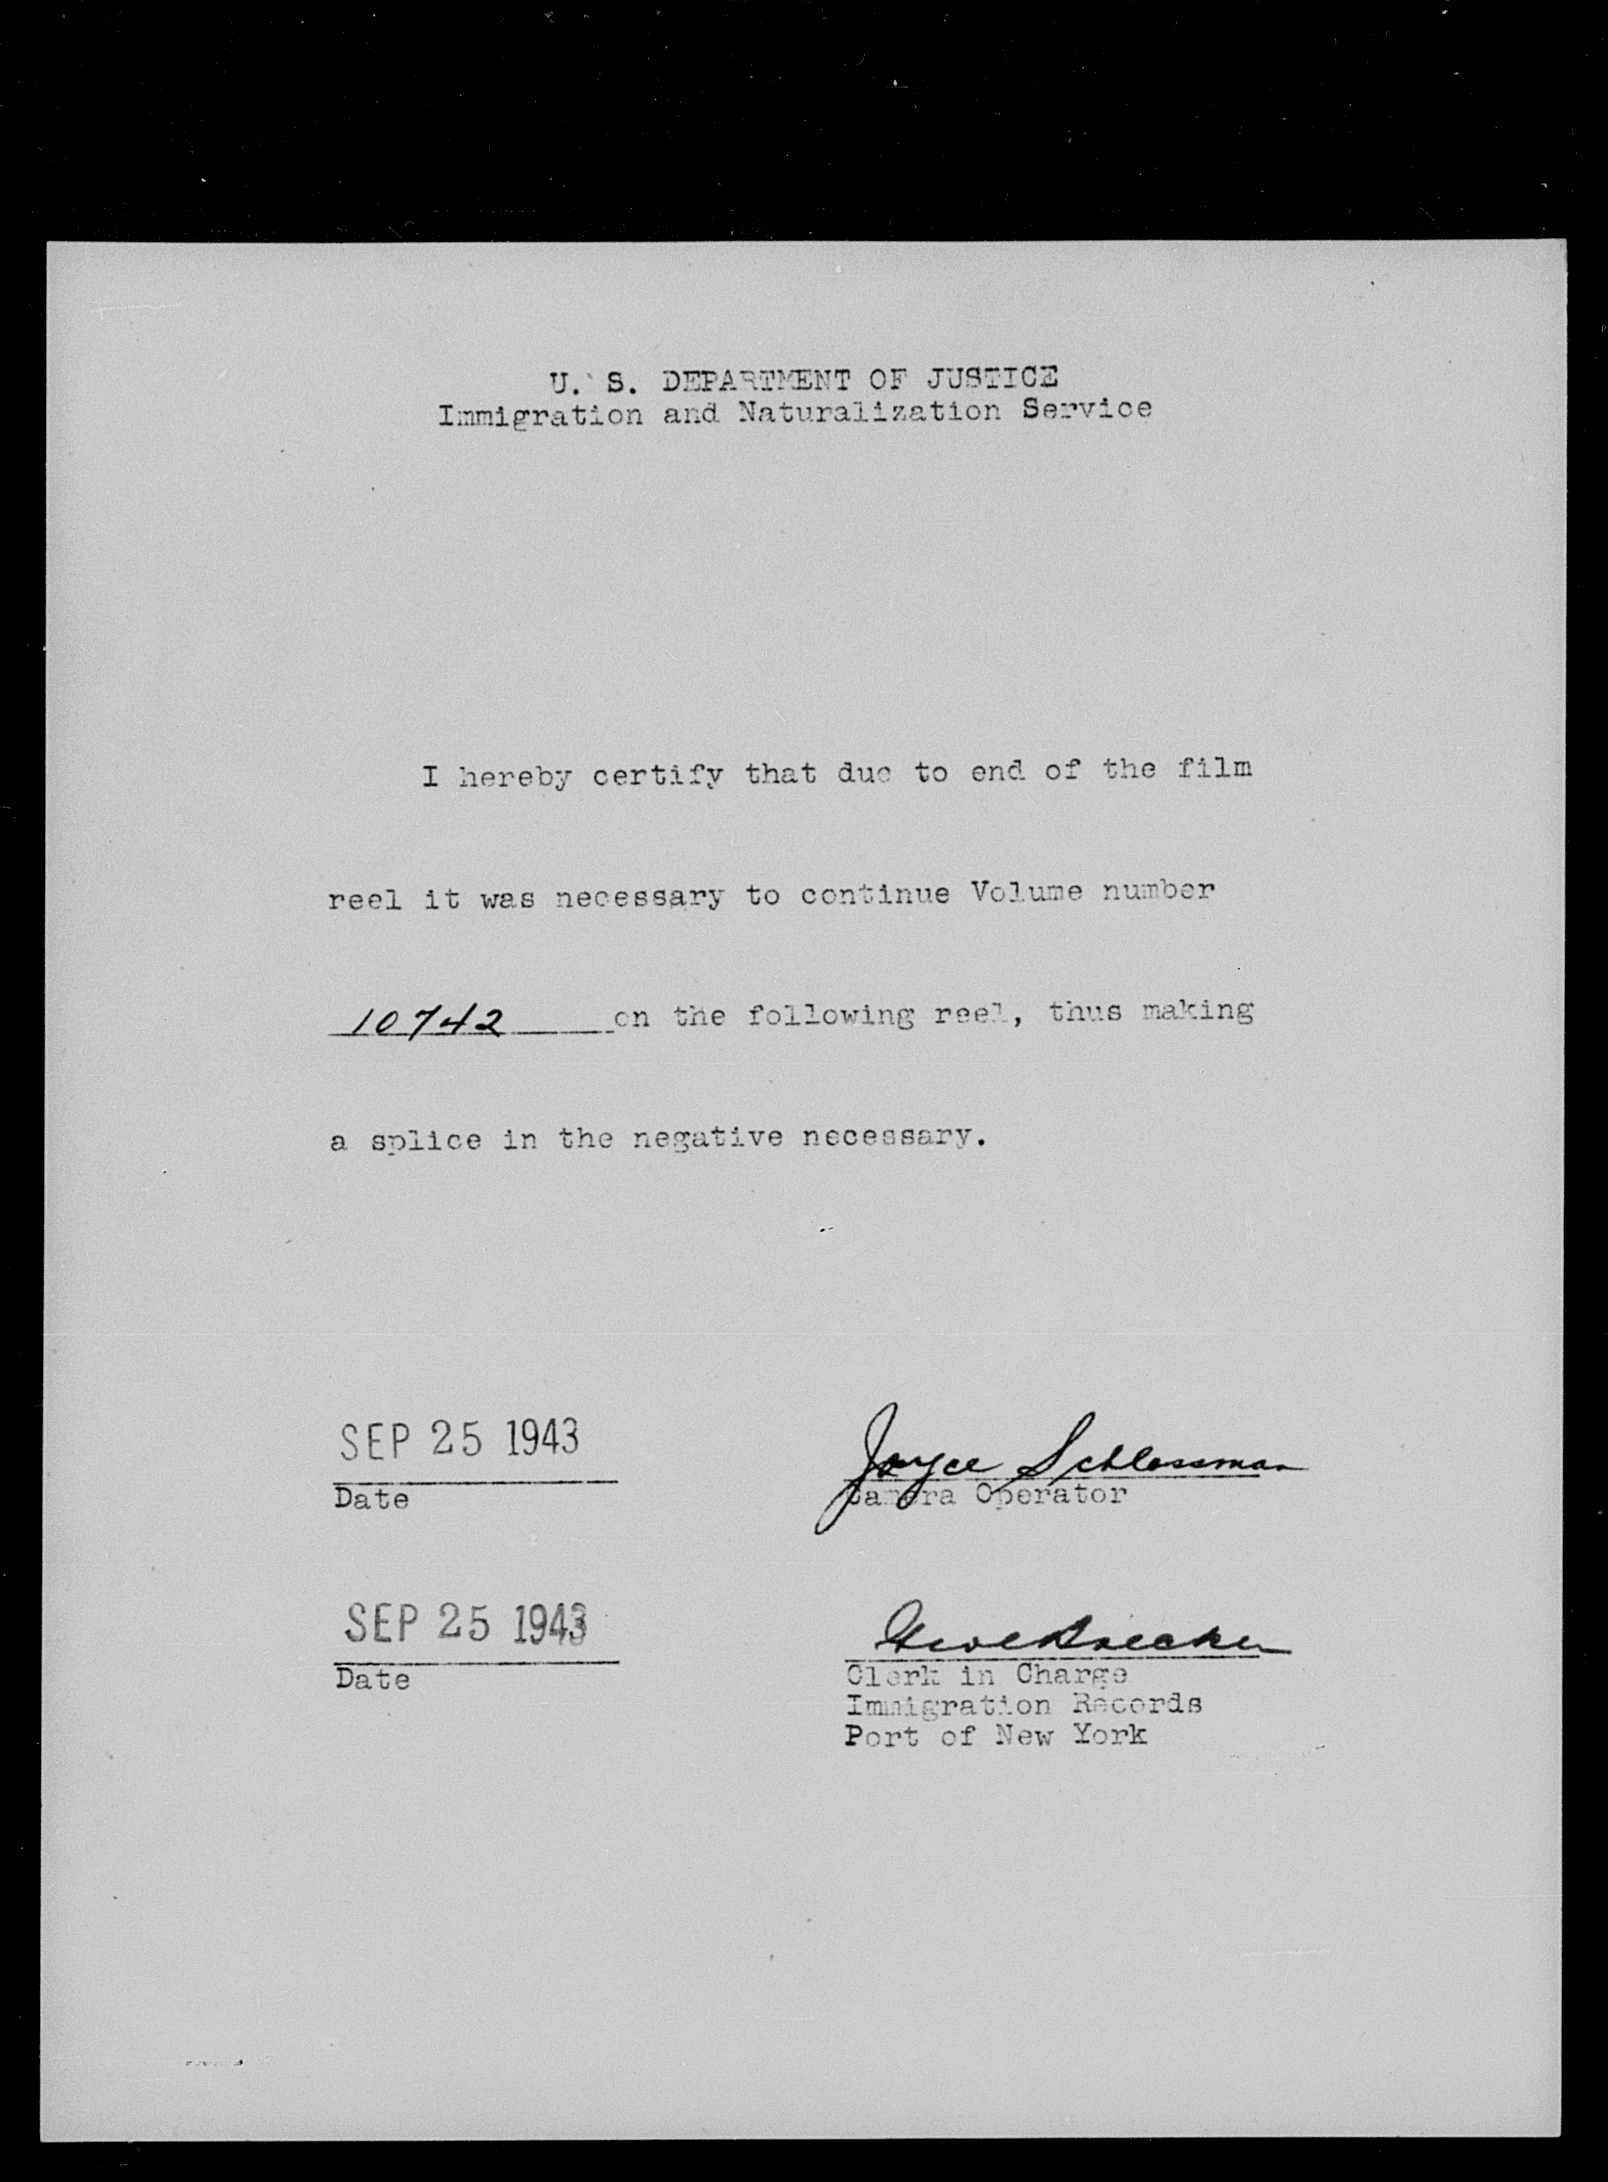 U. S. DEPARTMENT OF JUSTICE
Immigration and Naturalization Service
I hereby certify that due to end of the film
reel it was necessary to continue Volume number
10742 on the following reel, thus making
a splice in the negative necessary.
SEP 25 1943
Date
Joyce Schlossman
Camera Operator
SEP 25 1943
Date
Clerk in Charge
Immigration Records
Port of New York